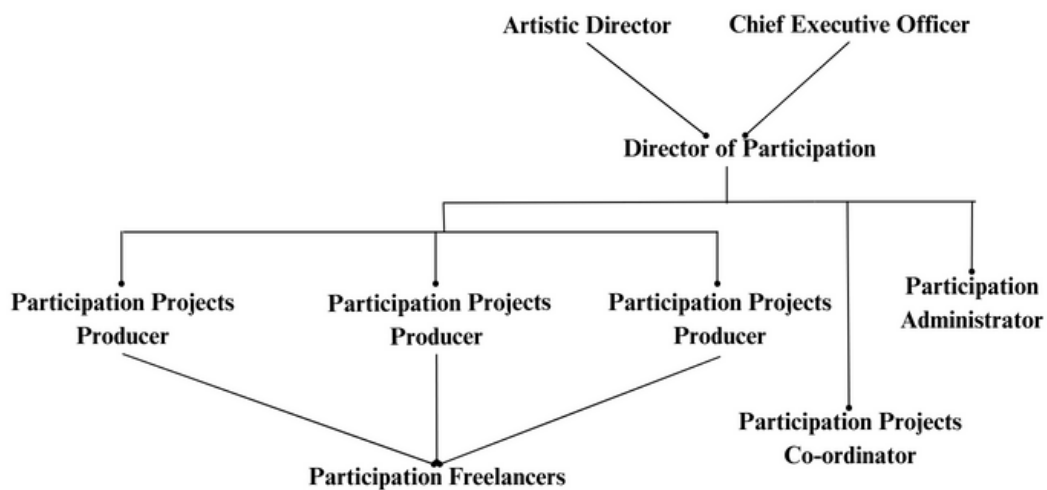 Artistic Director
Chief Executive Officer
Director of Participation
Participation Projects
Producer
Participation Projects
Producer
Participation Projects
Producer
Participation
Administrator
Participation Projects
Co-ordinator
Participation Freelancers